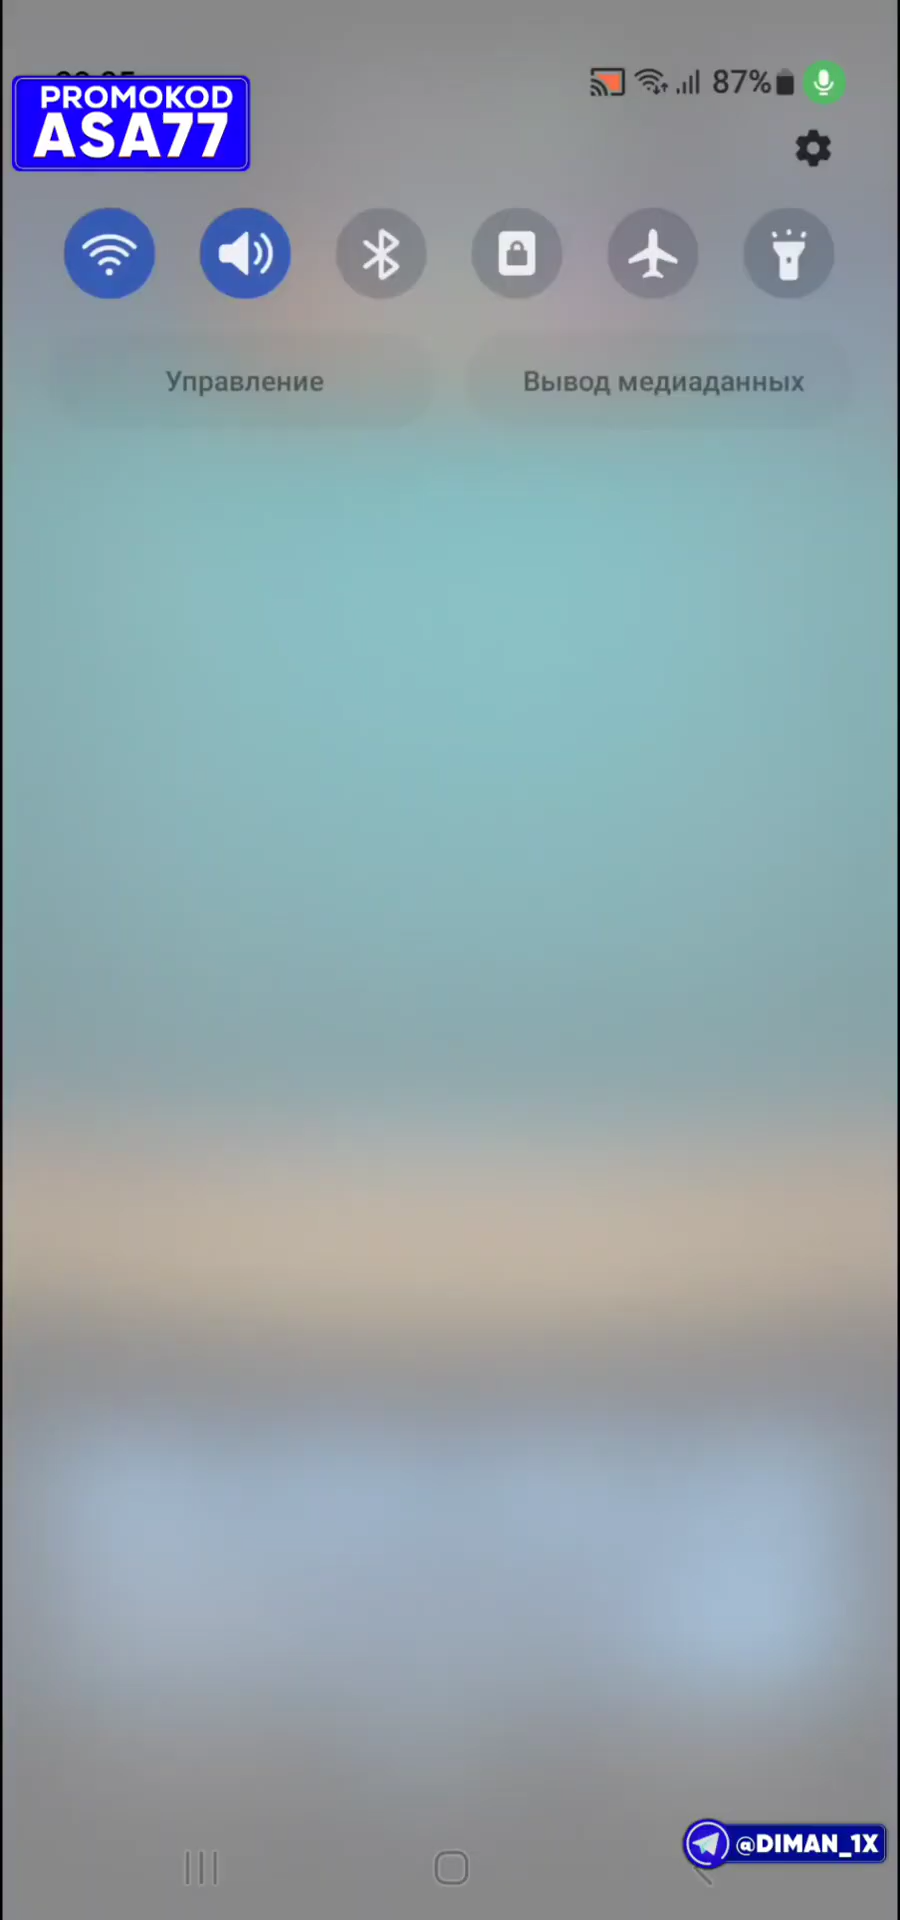 PROMOKOD
ASA77
87%
Управление
Вывод медиаданных
@DIMAN_1X